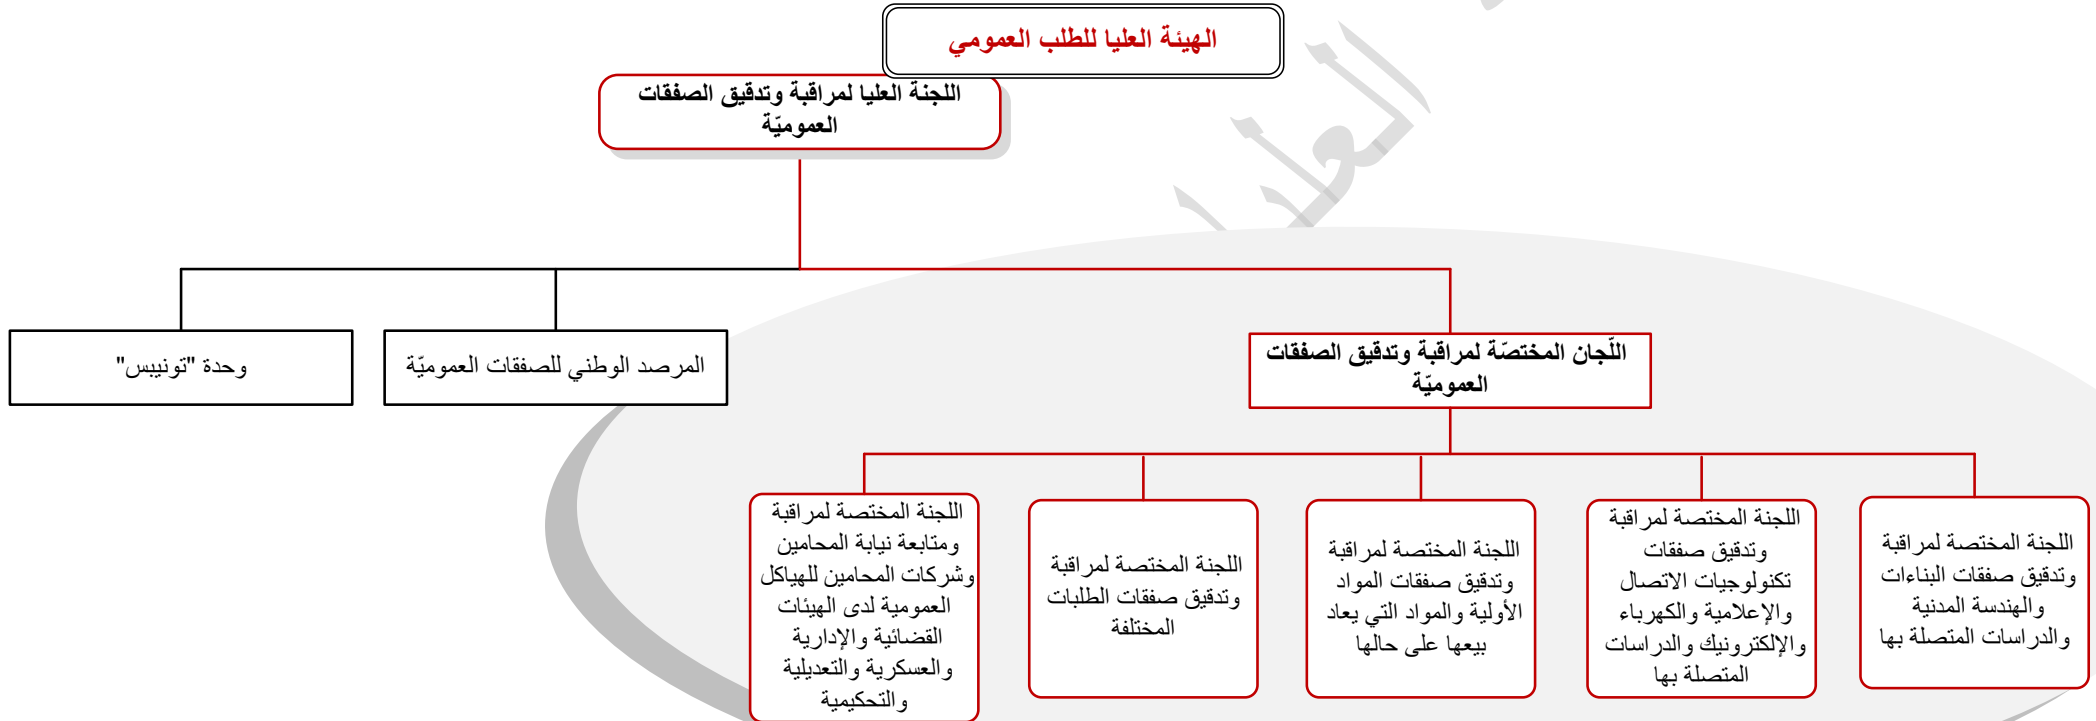 الهيئة العليا للطلب العمومي
اللجنة العليا لمراقبة وتدقيق الصفقات
العموميّة
اللّجان المختصّة لمراقبة وتدقيق الصفقات
العموميّة
المرصد الوطني للصفقات العموميّة
وحدة "تونيبس"
اللجنة المختصة لمراقبة
وتدقيق صفقات البناءات
والهندسة المدنية
والدراسات المتصلة بها
اللجنة المختصة لمراقبة
وتدقيق صفقات
تكنولوجيات الاتصال
والإعلامية والكهرباء
والإلكترونيك والدراسات
المتصلة بها
اللجنة المختصة لمراقبة
وتدقيق صفقات المواد
الأولية والمواد التي يعاد
بيعها على حالها
اللجنة المختصة لمراقبة
وتدقيق صفقات الطلبات
المختلفة
اللجنة المختصة لمراقبة
ومتابعة نيابة المحامين
وشركات المحامين للهياكل
العمومية لدى الهيئات
القضائية والإدارية
والعسكرية والتعديلية
والتحكيمية